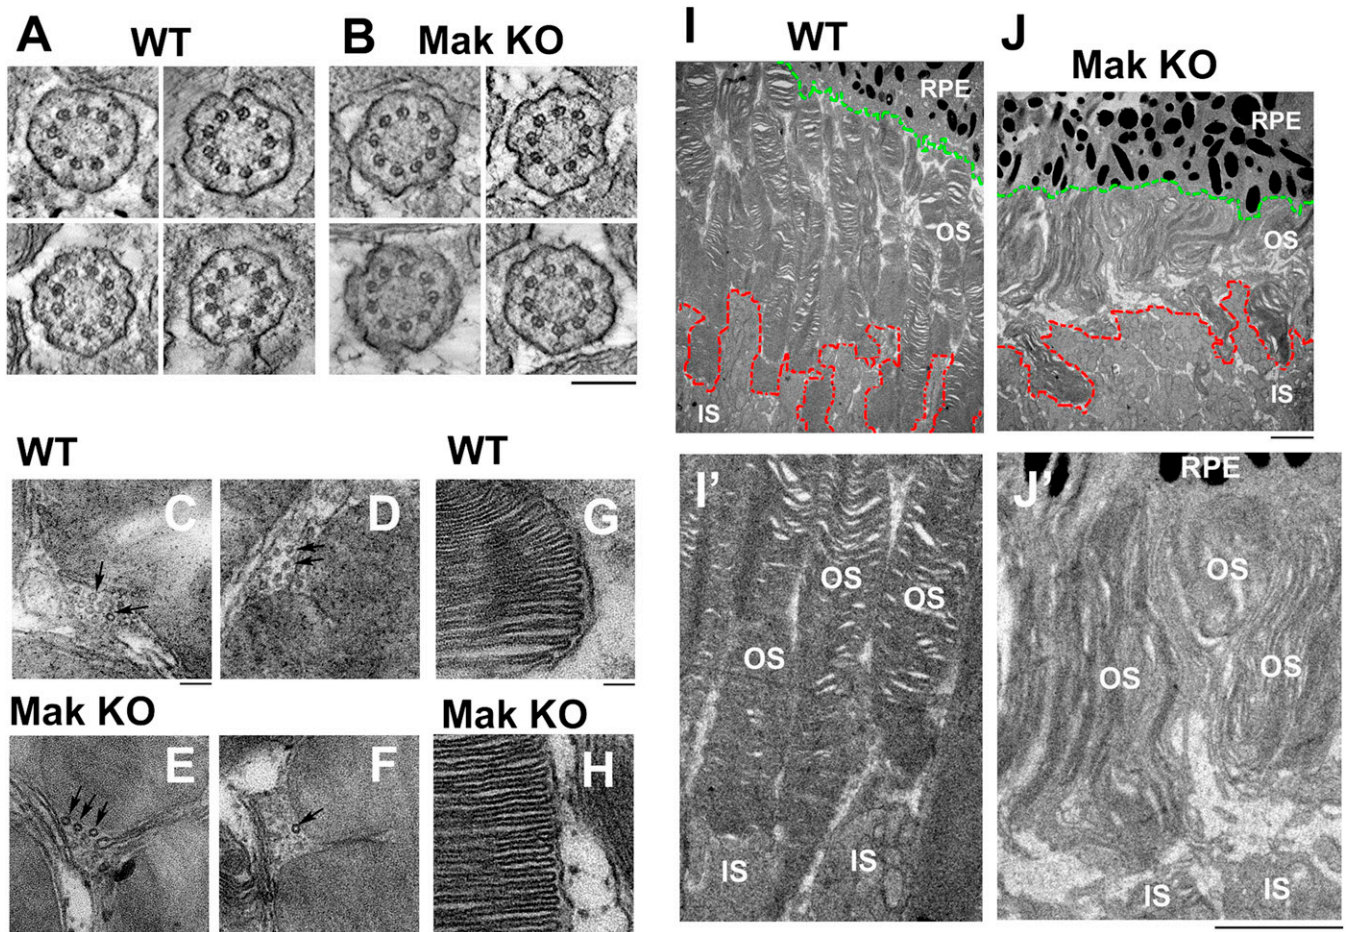 A WT
B Mak KO
I WT
J Mak KO
RPE
OS
IS
RPE
OS
IS
WT
C
D
WT
G
Mak KO
E
F
Mak KO
H
I'
OS
OS
OS
IS
IS
J'
RPE
OS
OS
OS
IS
IS